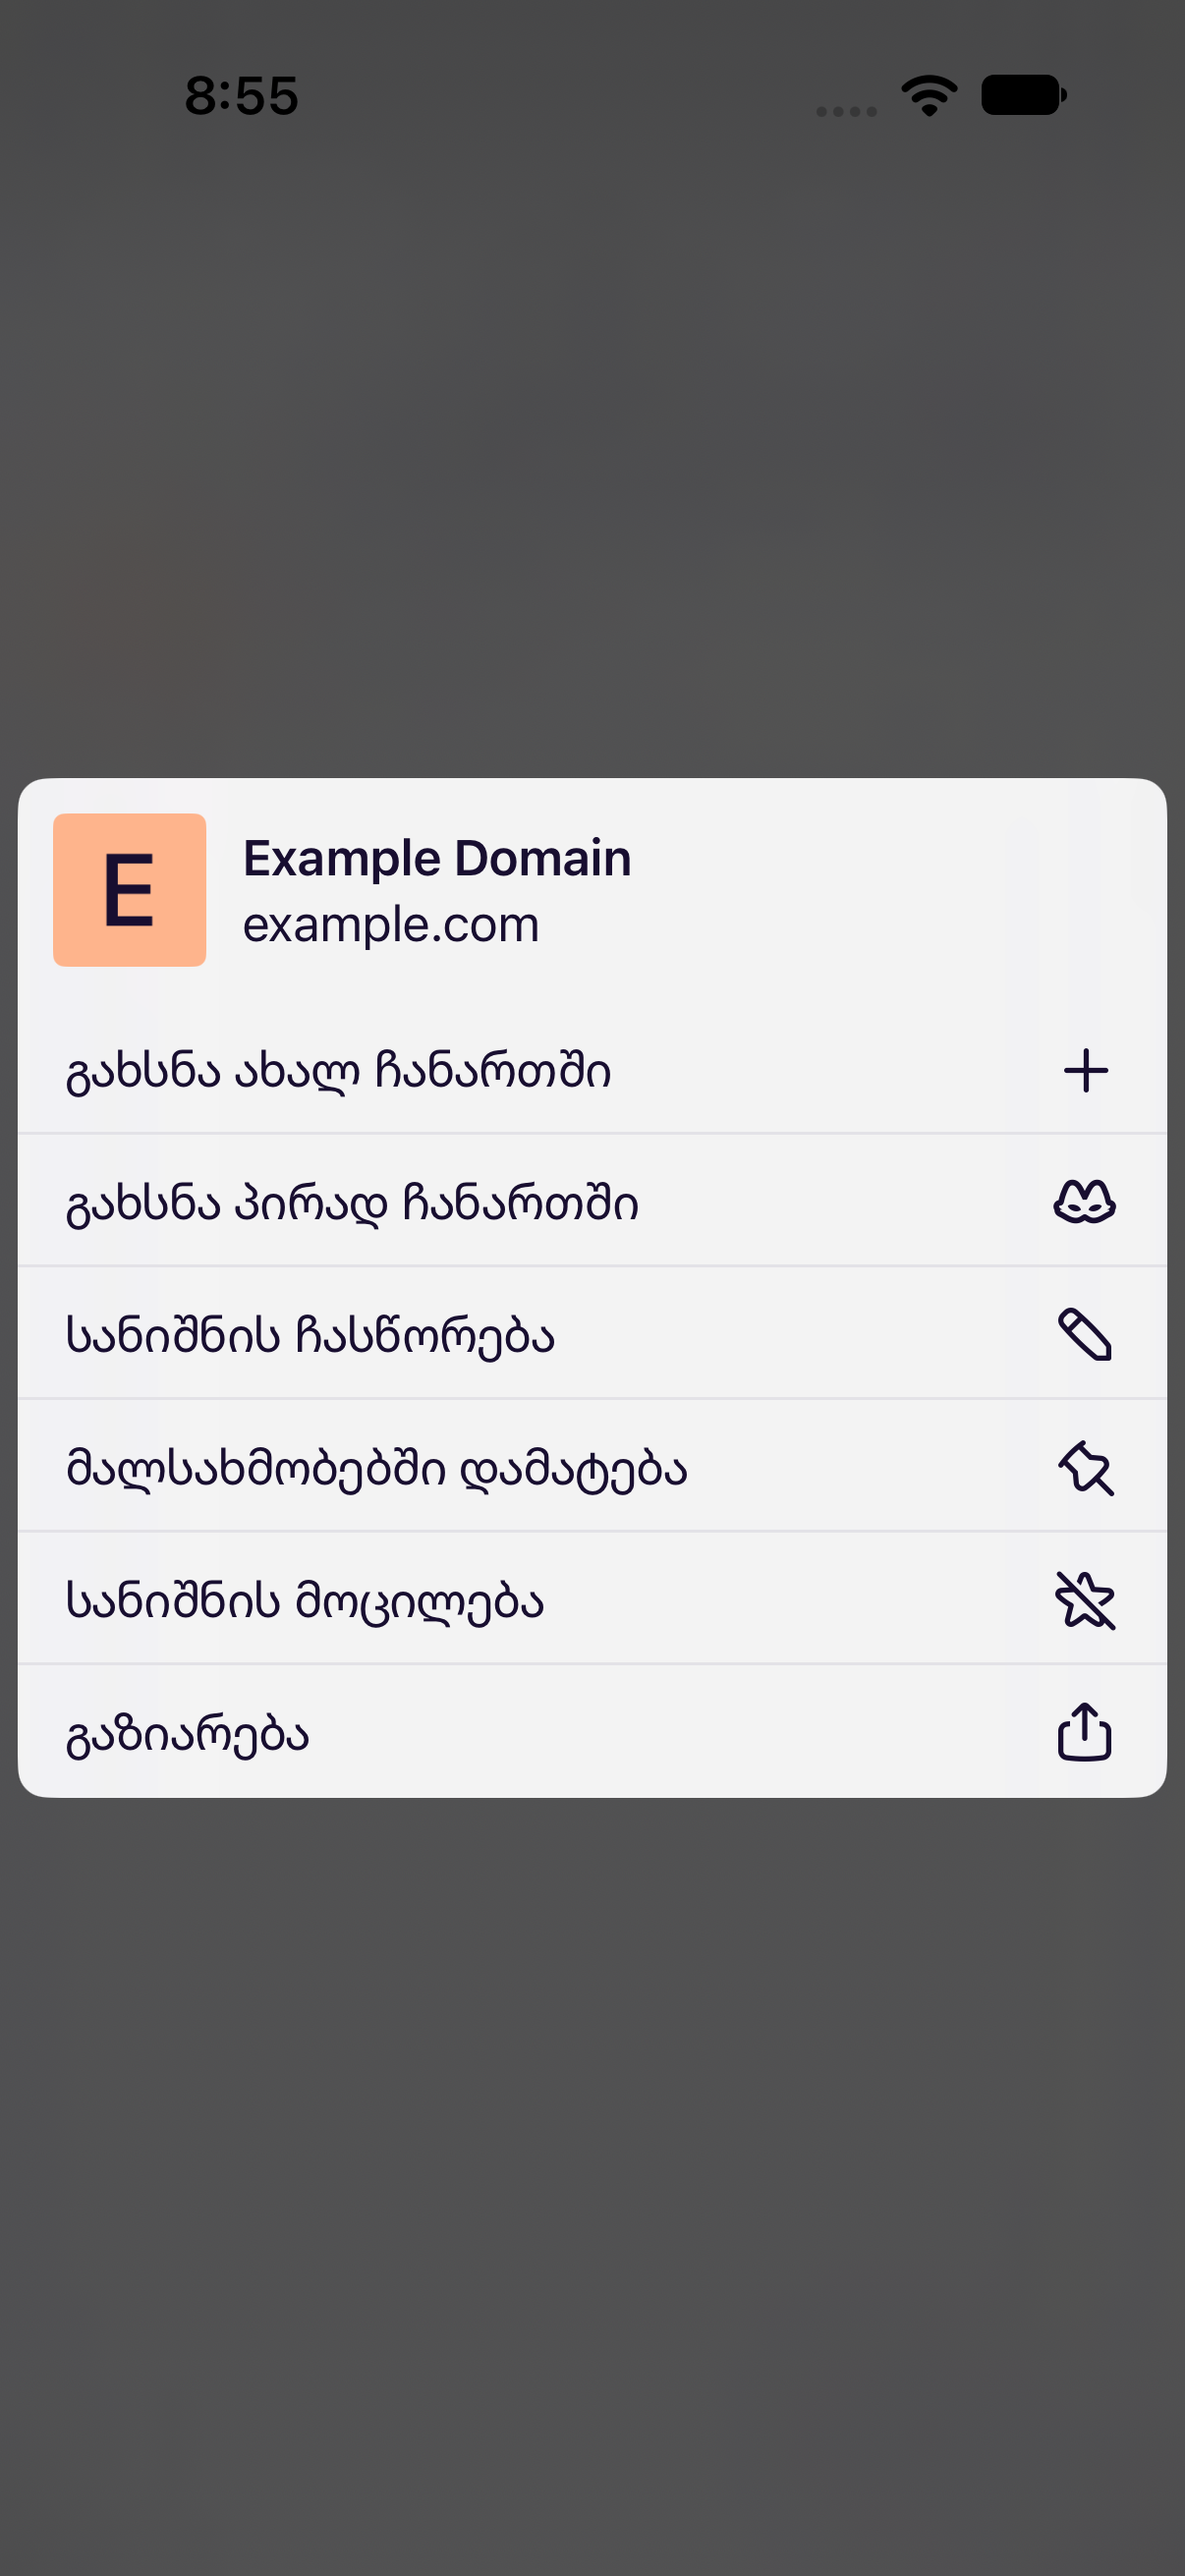 8:55
E
Example Domain
example.com
გახსნა ახალ ჩანართში
გახსნა პირად ჩანართში
სანიშნის ჩასწორება
მალსახმობებში დამატება
სანიშნის მოცილება
გაზიარება